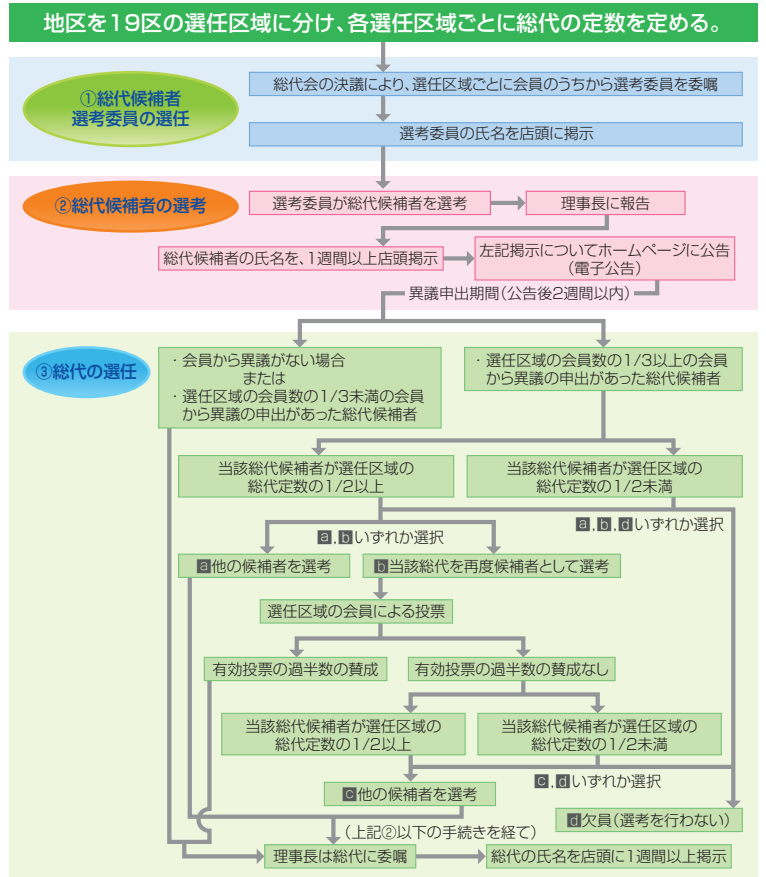 地区を19区の選任区域に分け、各選任区域ごとに総代の定数を定める。
①総代候補者
選考委員の選任
総代会の決議により、選任区域ごとに会員のうちから選考委員を委嘱
選考委員の氏名を店頭に掲示
②総代候補者の選考
選考委員が総代候補者を選考
理事長に報告
総代候補者の氏名を、1週間以上店頭掲示
左記掲示についてホームページに公告
(電子公告)
異議申出期間(公告後2週間以内)
③総代の選任
・会員から異議がない場合
または
・選任区域の会員数の1/3未満の会員
から異議の申出があった総代候補者
・選任区域の会員数の1/3以上の会員
から異議の申出があった総代候補者
当該総代候補者が選任区域の
総代定数の1/2以上
当該総代候補者が選任区域の
総代定数の1/2未満
a,bいずれか選択
a,b,dいずれか選択
a他の候補者を選考
b当該総代を再度候補者として選考
選任区域の会員による投票
有効投票の過半数の賛成
有効投票の過半数の賛成なし
当該総代候補者が選任区域の
総代定数の1/2以上
当該総代候補者が選任区域の
総代定数の1/2未満
c,dいずれか選択
c他の候補者を選考
d欠員(選考を行わない)
(上記②以下の手続きを経て)
理事長は総代に委嘱
総代の氏名を店頭に1週間以上掲示